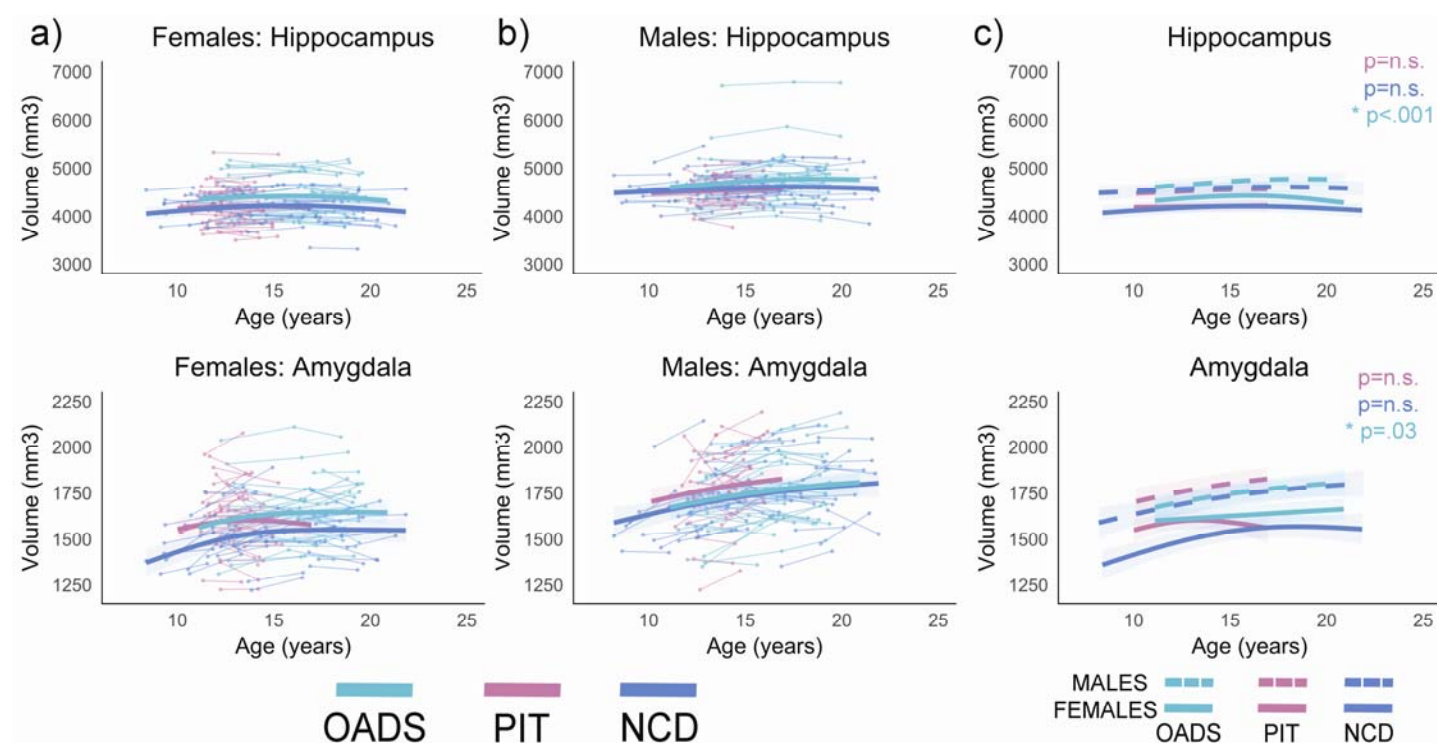 a)
Females: Hippocampus
7000
6000
5000
4000
3000
Volume (mm3)
10 15 20 25
Age (years)
b)
Males: Hippocampus
7000
6000
5000
4000
3000
Volume (mm3)
10 15 20 25
Age (years)
c)
Hippocampus
p=n.s.
p=n.s.
* p<.001
7000
6000
5000
4000
3000
Volume (mm3)
10 15 20 25
Age (years)
Females: Amygdala
2250
2000
1750
1500
1250
Volume (mm3)
10 15 20 25
Age (years)
Males: Amygdala
2250
2000
1750
1500
1250
Volume (mm3)
10 15 20 25
Age (years)
Amygdala
p=n.s.
p=n.s.
* p=.03
2250
2000
1750
1500
1250
Volume (mm3)
10 15 20 25
Age (years)
OADS PIT NCD
MALES
FEMALES
OADS PIT NCD